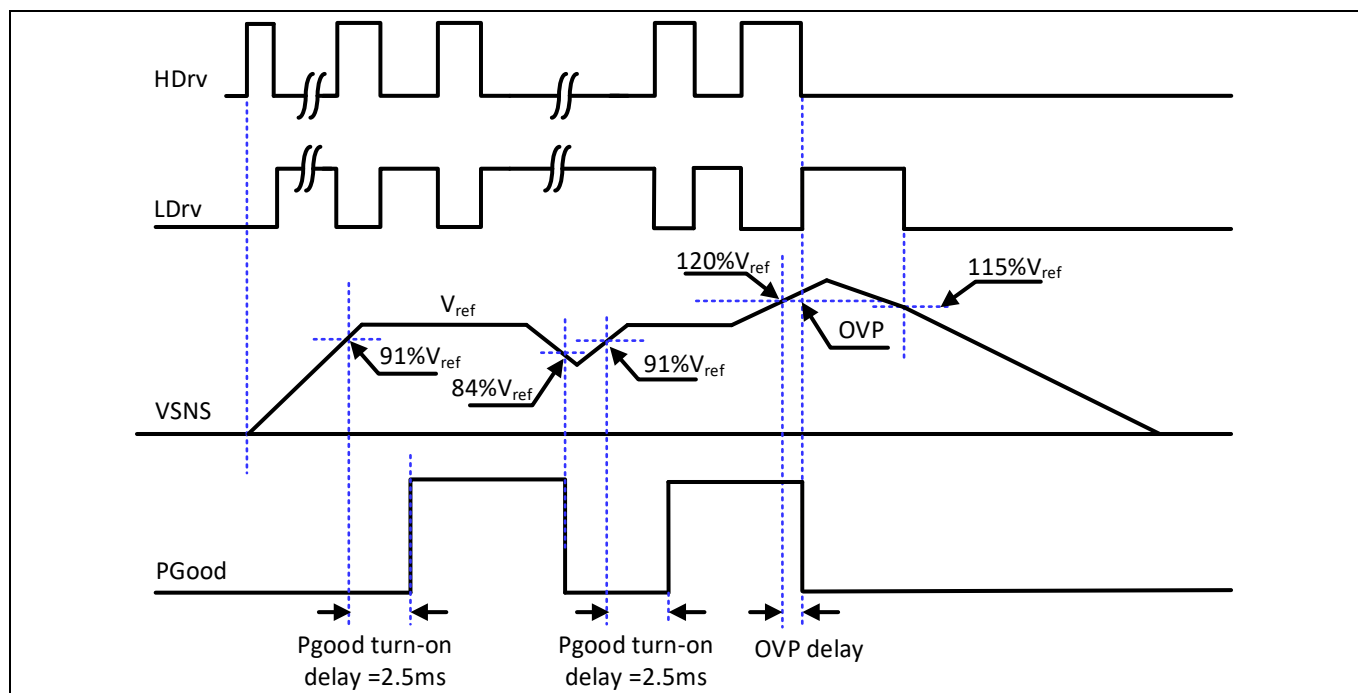 HDrv
LDrv
120%Vref
115%Vref
Vref
OVP
91%Vref
91%Vref
84%Vref
VSNS
PGood
Pgood turn-on
delay =2.5ms
Pgood turn-on
delay =2.5ms
OVP delay